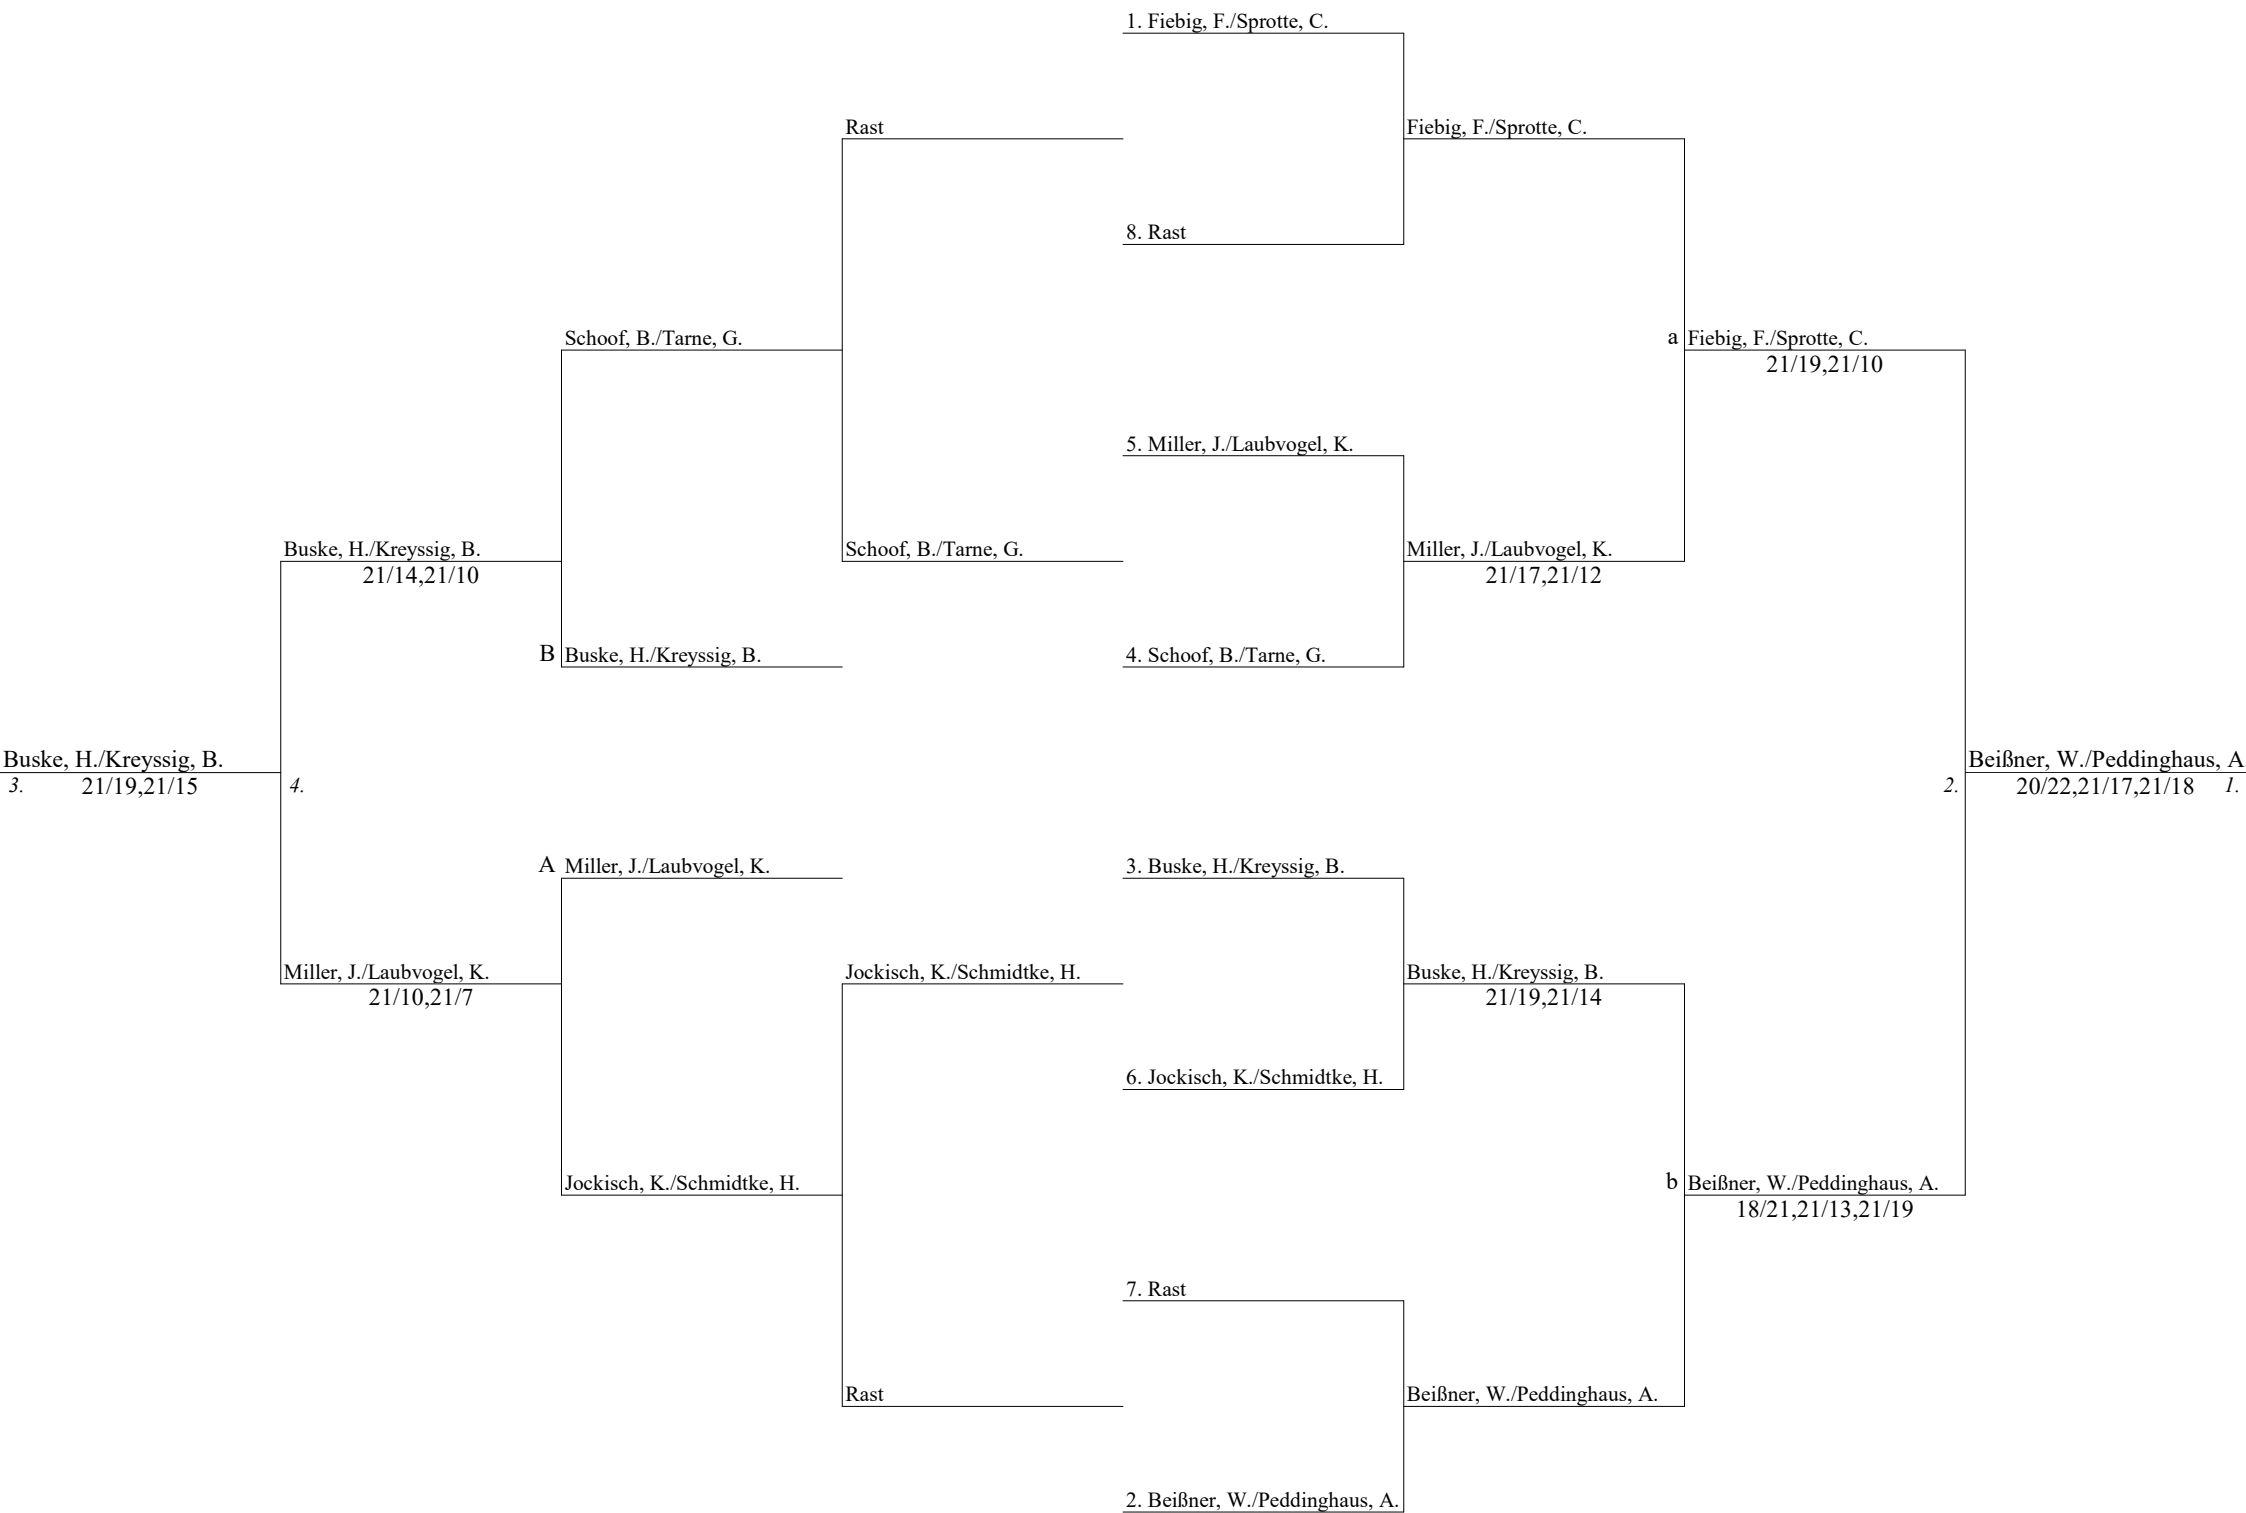 1. Fiebig, F./Sprotte, C.
Rast
Fiebig, F./Sprotte, C.
8. Rast
Schoof, B./Tarne, G.
a Fiebig, F./Sprotte, C.
21/19,21/10
5. Miller, J./Laubvogel, K.
Buske, H./Kreyssig, B.
21/14,21/10
Schoof, B./Tarne, G.
Miller, J./Laubvogel, K.
21/17,21/12
B Buske, H./Kreyssig, B.
4. Schoof, B./Tarne, G.
Buske, H./Kreyssig, B.
3. 21/19,21/15 4.
Beißner, W./Peddinghaus, A
2. 20/22,21/17,21/18 1.
A Miller, J./Laubvogel, K.
3. Buske, H./Kreyssig, B.
Miller, J./Laubvogel, K.
21/10,21/7
Jockisch, K./Schmidtke, H.
Buske, H./Kreyssig, B.
21/19,21/14
6. Jockisch, K./Schmidtke, H.
Jockisch, K./Schmidtke, H.
b Beißner, W./Peddinghaus, A.
18/21,21/13,21/19
7. Rast
Rast
Beißner, W./Peddinghaus, A.
2. Beißner, W./Peddinghaus, A.